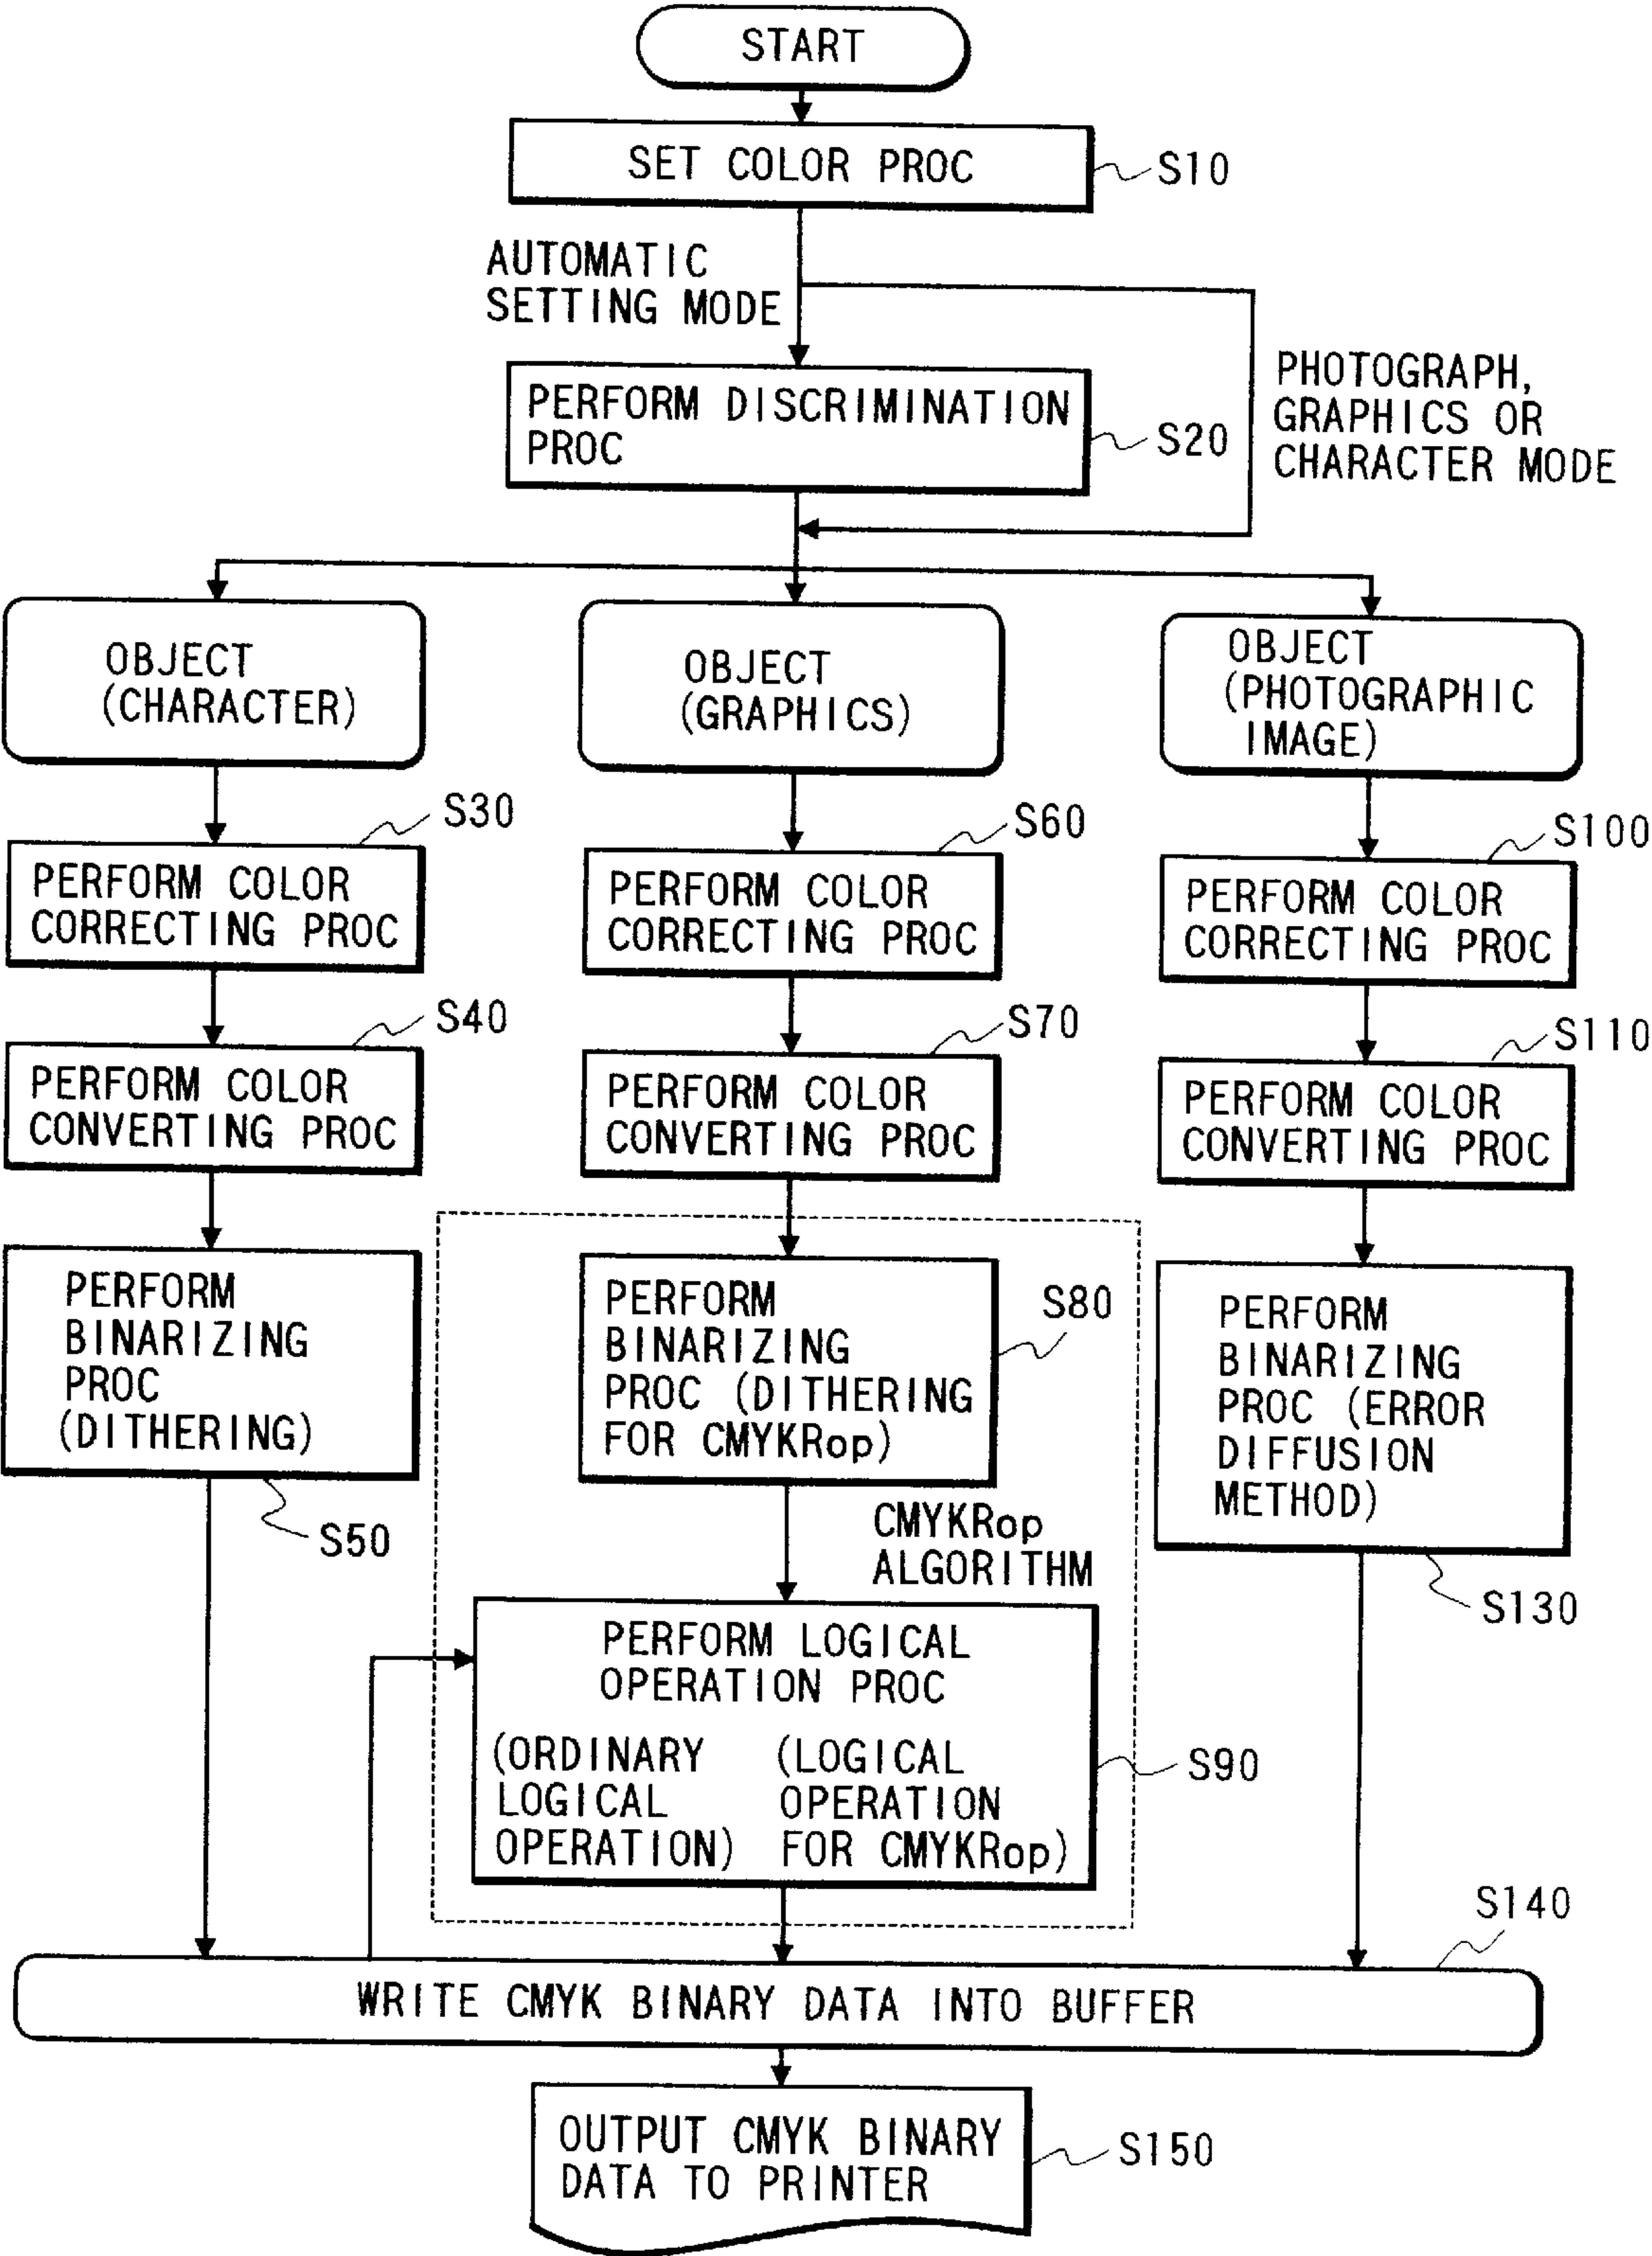 START
SET COLOR PROC
S10
AUTOMATIC
SETTING MODE
PHOTOGRAPH,
GRAPHICS OR
CHARACTER MODE
PERFORM DISCRIMINATION
PROC
S20
OBJECT
(CHARACTER)
OBJECT
(GRAPHICS)
OBJECT
(PHOTOGRAPHIC
IMAGE)
S30
PERFORM COLOR
CORRECTING PROC
S60
PERFORM COLOR
CORRECTING PROC
S100
PERFORM COLOR
CORRECTING PROC
S40
PERFORM COLOR
CONVERTING PROC
S70
PERFORM COLOR
CONVERTING PROC
S110
PERFORM COLOR
CONVERTING PROC
PERFORM
BINARIZING
PROC
(DITHERING)
S50
PERFORM
BINARIZING
PROC (DITHERING
FOR CMYKRop)
S80
PERFORM
BINARIZING
PROC (ERROR
DIFFUSION
METHOD)
S130
CMYKRop
ALGORITHM
PERFORM LOGICAL
OPERATION PROC
(ORDINARY
LOGICAL
OPERATION)
(LOGICAL
OPERATION
FOR CMYKRop)
S90
S140
WRITE CMYK BINARY DATA INTO BUFFER
OUTPUT CMYK BINARY
DATA TO PRINTER
S150